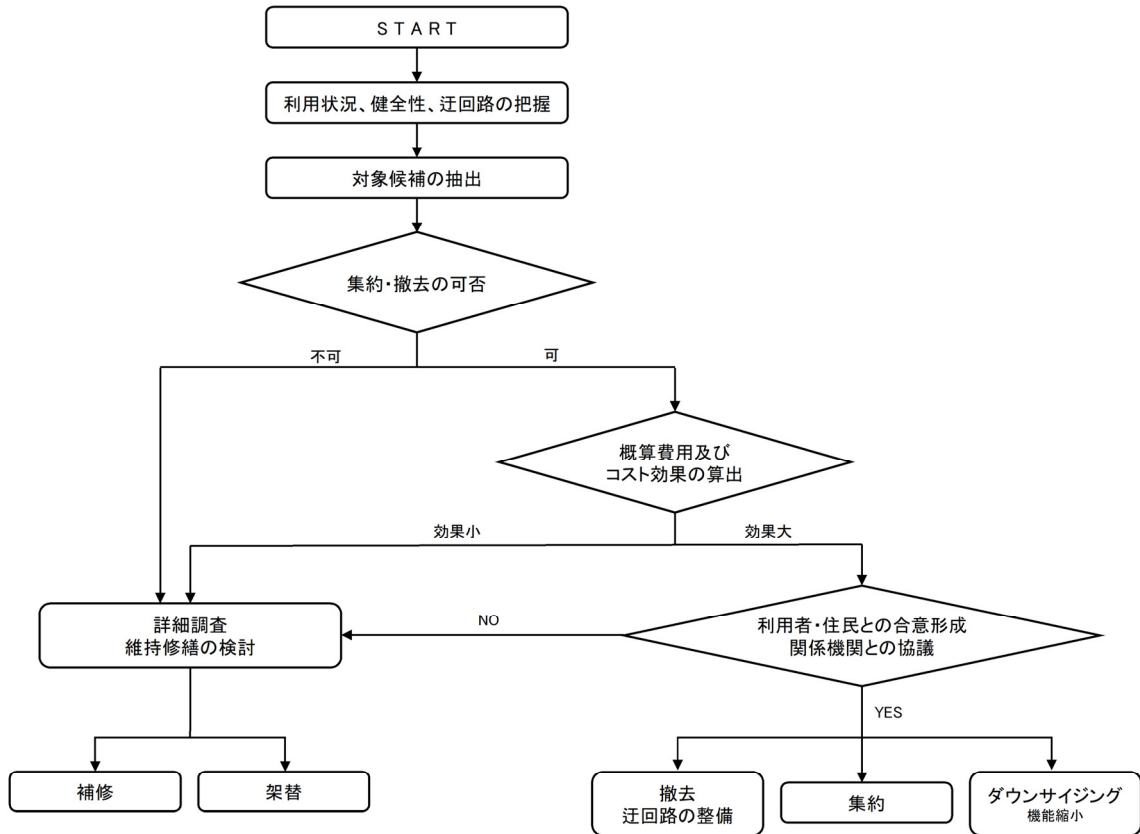 START
利用状況、健全性、迂回路の把握
対象候補の抽出
集約・撤去の可否
不可
可
概算費用及び
コスト効果の算出
効果小
効果大
詳細調査
維持修繕の検討
NO
利用者・住民との合意形成
関係機関との協議
YES
補修
架替
撤去
迂回路の整備
集約
ダウンサイジング
機能縮小